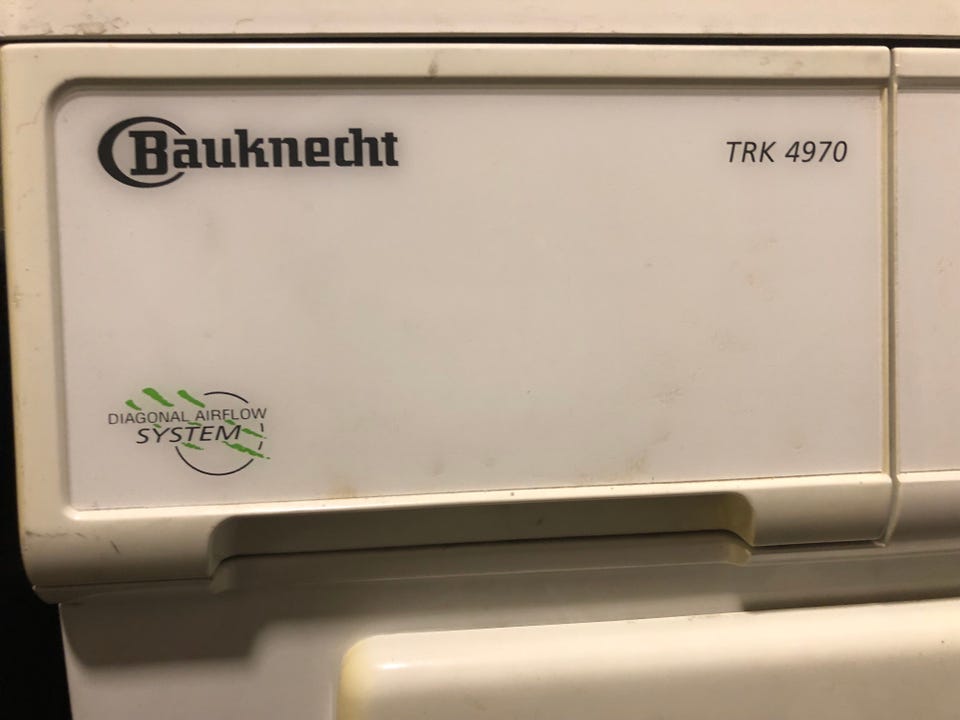 Bauknecht
TRK 4970
DIAGONAL AIRFLOW
SYSTEM